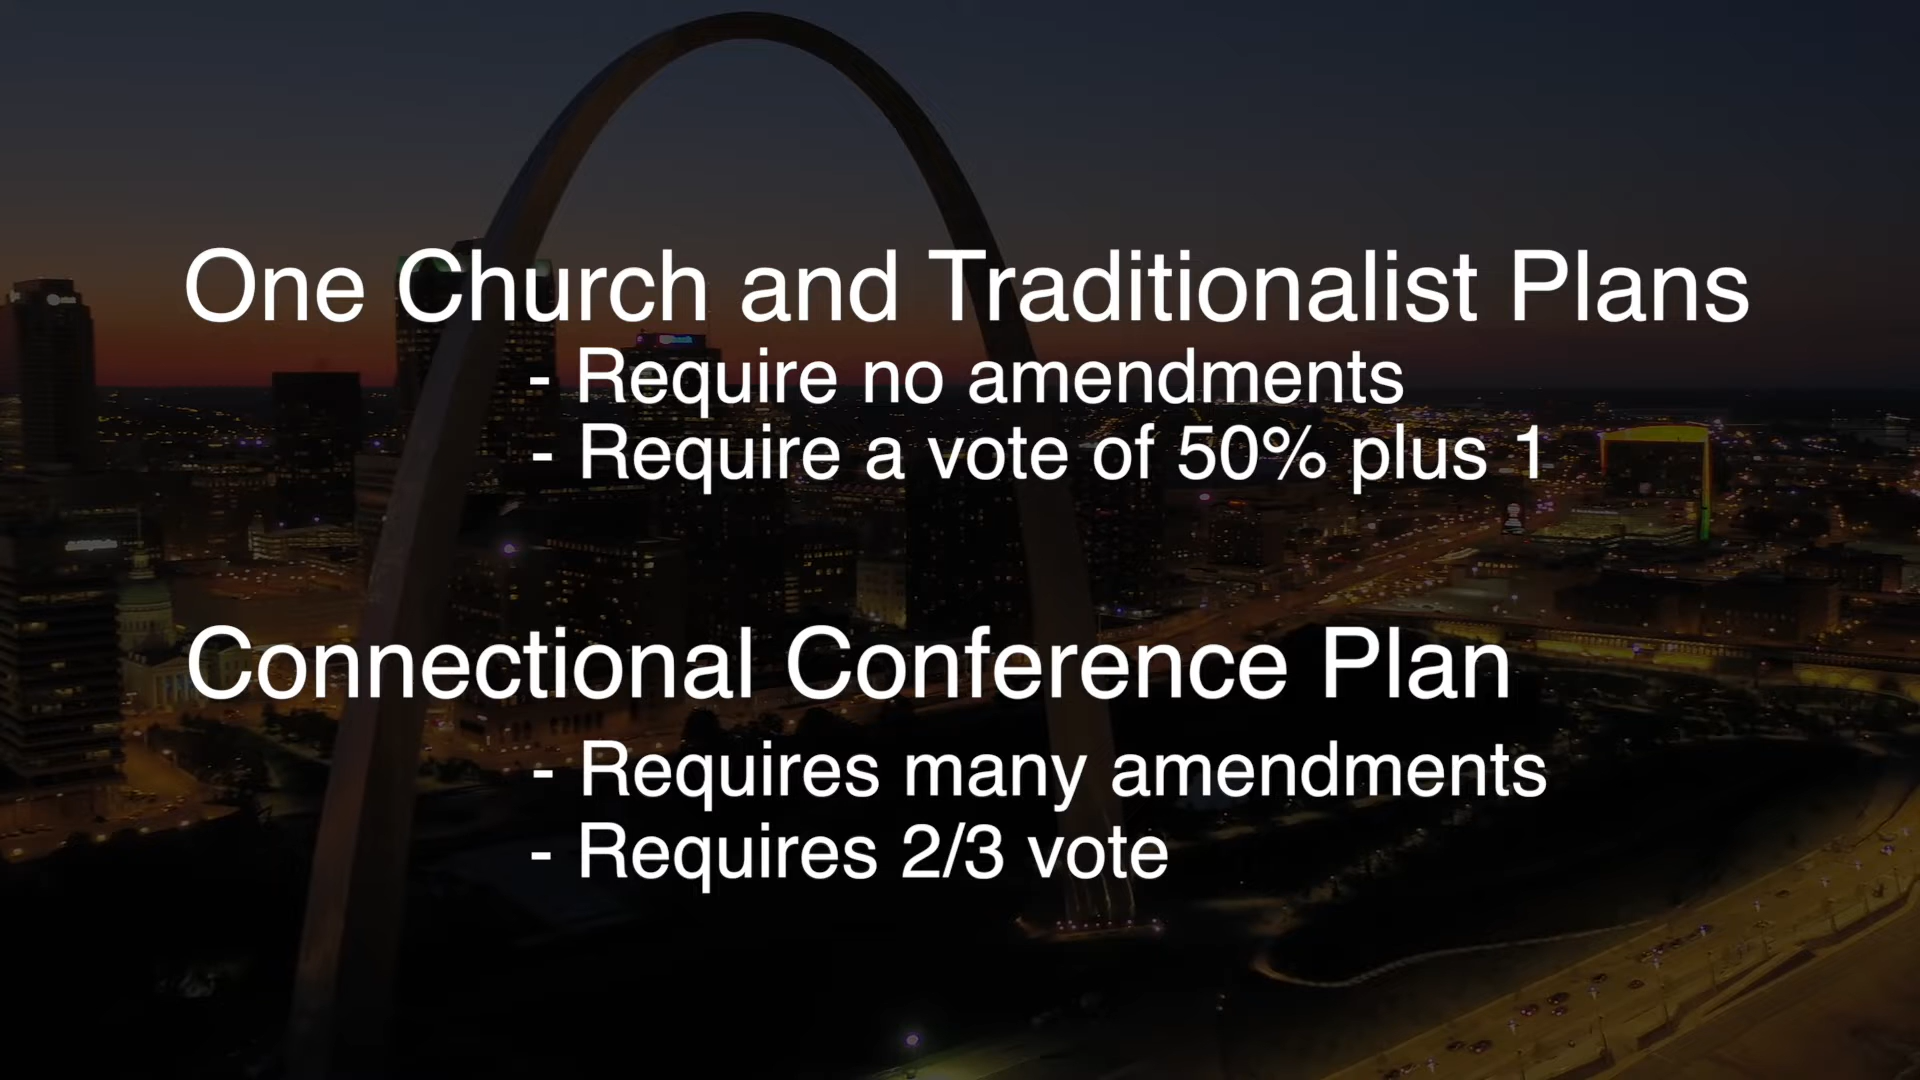 One Church and Traditionalist Plans
- Require no amendments
- Require a vote of 50% plus 1
Connectional Conference Plan
- Requires many amendments
- Requires 2/3 vote